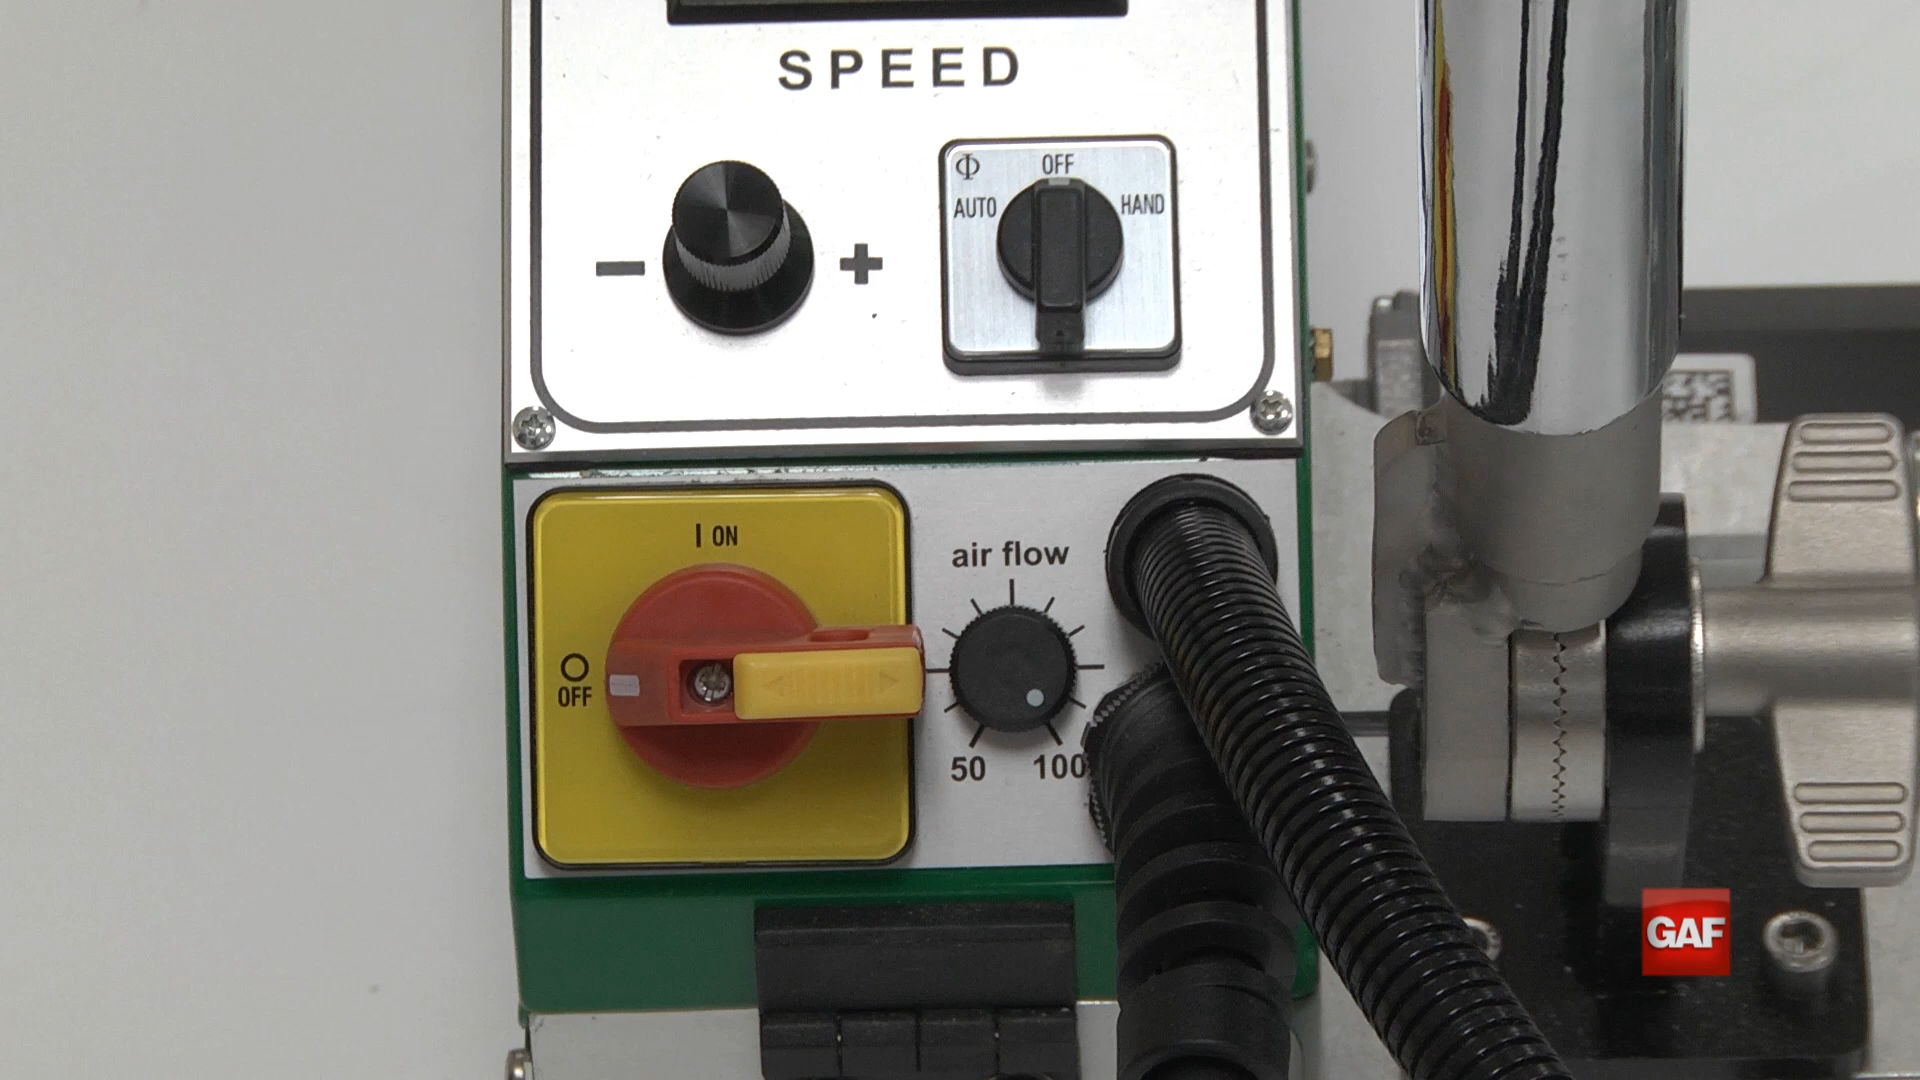 SPEED
Φ
OFF
AUTO
HAND
− +
I ON
O
OFF
air flow
50 100
GAF